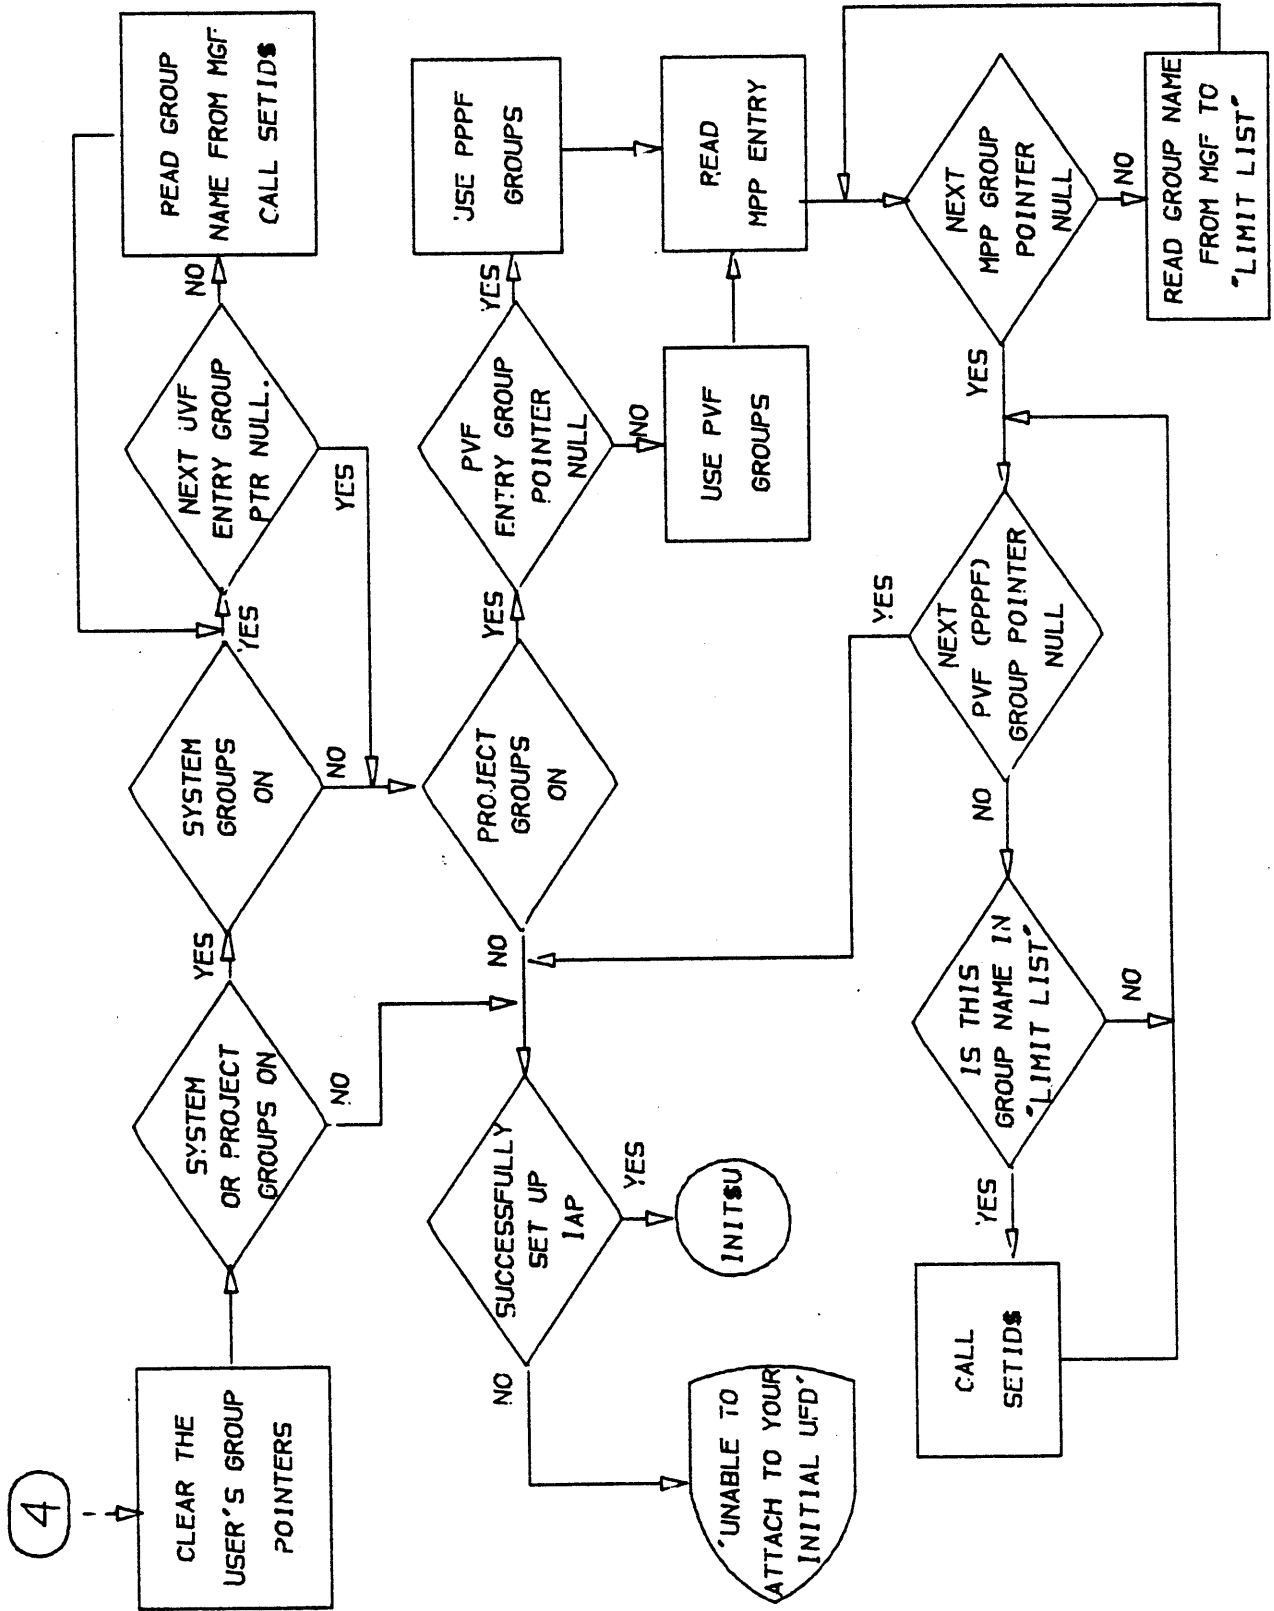 4
CLEAR THE
USER'S GROUP
POINTERS
SYSTEM
OR PROJECT
GROUPS ON
YES
NO
SYSTEM
GROUPS
ON
YES
NO
NEXT UVF
ENTRY GROUP
PTR NULL.
NO
YES
READ GROUP
NAME FROM MGF
CALL SETID$
PROJECT
GROUPS
ON
YES
NO
PVF
ENTRY GROUP
POINTER
NULL
YES
NO
USE PPPF
GROUPS
USE PVF
GROUPS
READ
MPP ENTRY
SUCCESSFULLY
SET UP
IAP
NO
YES
INIT$U
"UNABLE TO
ATTACH TO YOUR
INITIAL UFD"
NEXT
MPP GROUP
POINTER
NULL
YES
NO
READ GROUP NAME
FROM MGF TO
"LIMIT LIST"
NEXT
PVF (PPPF)
GROUP POINTER
NULL
YES
NO
IS THIS
GROUP NAME IN
"LIMIT LIST"
YES
NO
CALL
SETID$